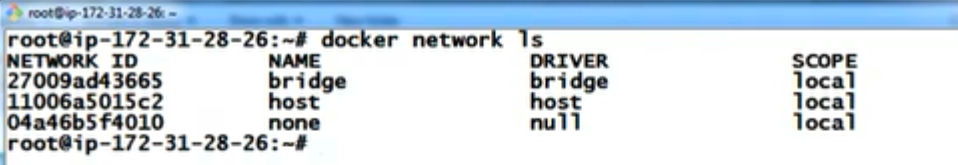 root@ip-172-31-28-26: ~
root@ip-172-31-28-26:~# docker network ls
NETWORK ID NAME DRIVER SCOPE
27009ad43665 bridge bridge local
11006a5015c2 host host local
04a46b5f4010 none null local
root@ip-172-31-28-26:~#